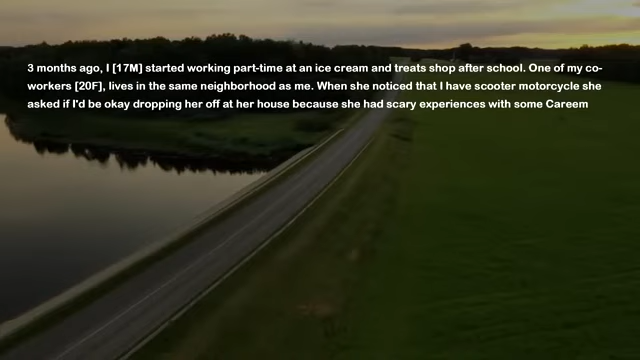 3 months ago, I [17M] started working part-time at an ice cream and treats shop after school. One of my co-
workers [20F], lives in the same neighborhood as me. When she noticed that I have scooter motorcycle she
asked if I'd be okay dropping her off at her house because she had scary experiences with some Careem